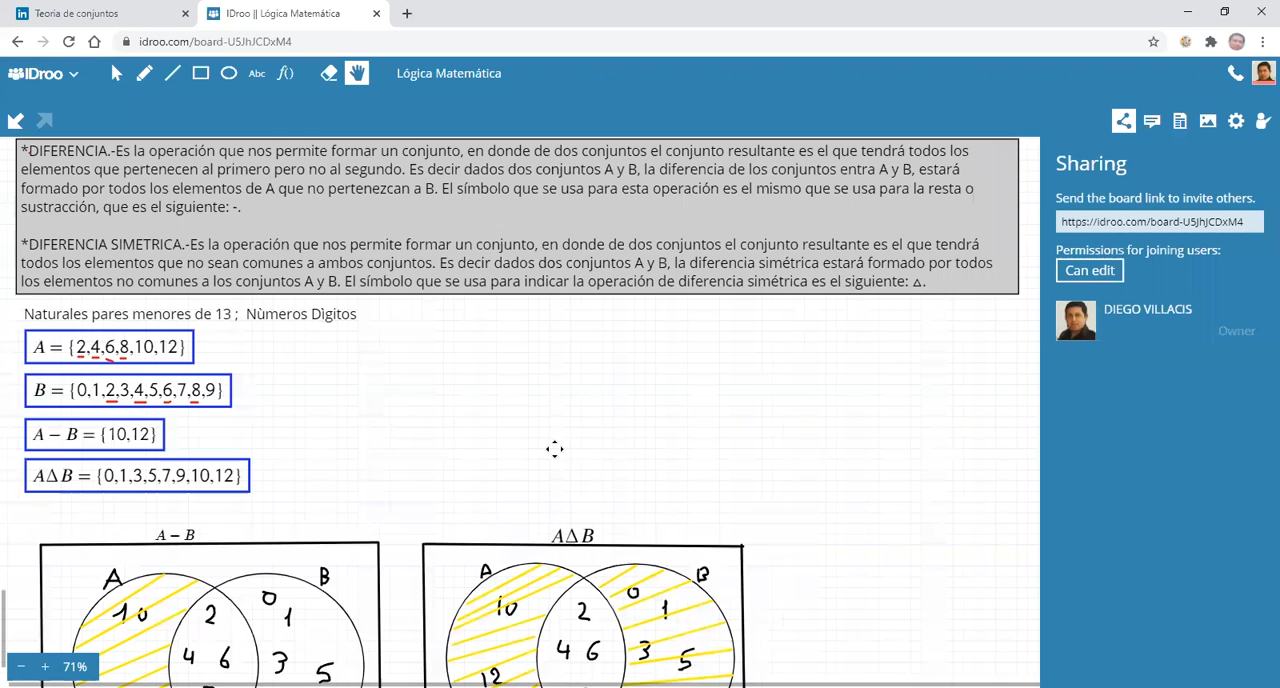 Teoria de conjuntos
IDroo || Lógica Matemática
idroo.com/board-U5JhJCDxM4
IDroo
Abc
f()
Lógica Matemática
*DIFERENCIA.-Es la operación que nos permite formar un conjunto, en donde de dos conjuntos el conjunto resultante es el que tendrá todos los
elementos que pertenecen al primero pero no al segundo. Es decir dados dos conjuntos A y B, la diferencia de los conjuntos entra A y B, estará
formado por todos los elementos de A que no pertenezcan a B. El símbolo que se usa para esta operación es el mismo que se usa para la resta o
sustracción, que es el siguiente: -.
*DIFERENCIA SIMETRICA.-Es la operación que nos permite formar un conjunto, en donde de dos conjuntos el conjunto resultante es el que tendrá
todos los elementos que no sean comunes a ambos conjuntos. Es decir dados dos conjuntos A y B, la diferencia simétrica estará formado por todos
los elementos no comunes a los conjuntos A y B. El símbolo que se usa para indicar la operación de diferencia simétrica es el siguiente: △.
Naturales pares menores de 13 ; Nùmeros Dìgitos
A = {2,4,6,8,10,12}
B = {0,1,2,3,4,5,6,7,8,9}
A − B = {10,12}
A Δ B = {0,1,3,5,7,9,10,12}
A − B
A
B
10
2
0
1
4 6
3
5
A Δ B
A
B
10
2
0
1
4 6
3
5
12
71%
Sharing
Send the board link to invite others.
https://idroo.com/board-U5JhJCDxM4
Permissions for joining users:
Can edit
DIEGO VILLACIS
Owner